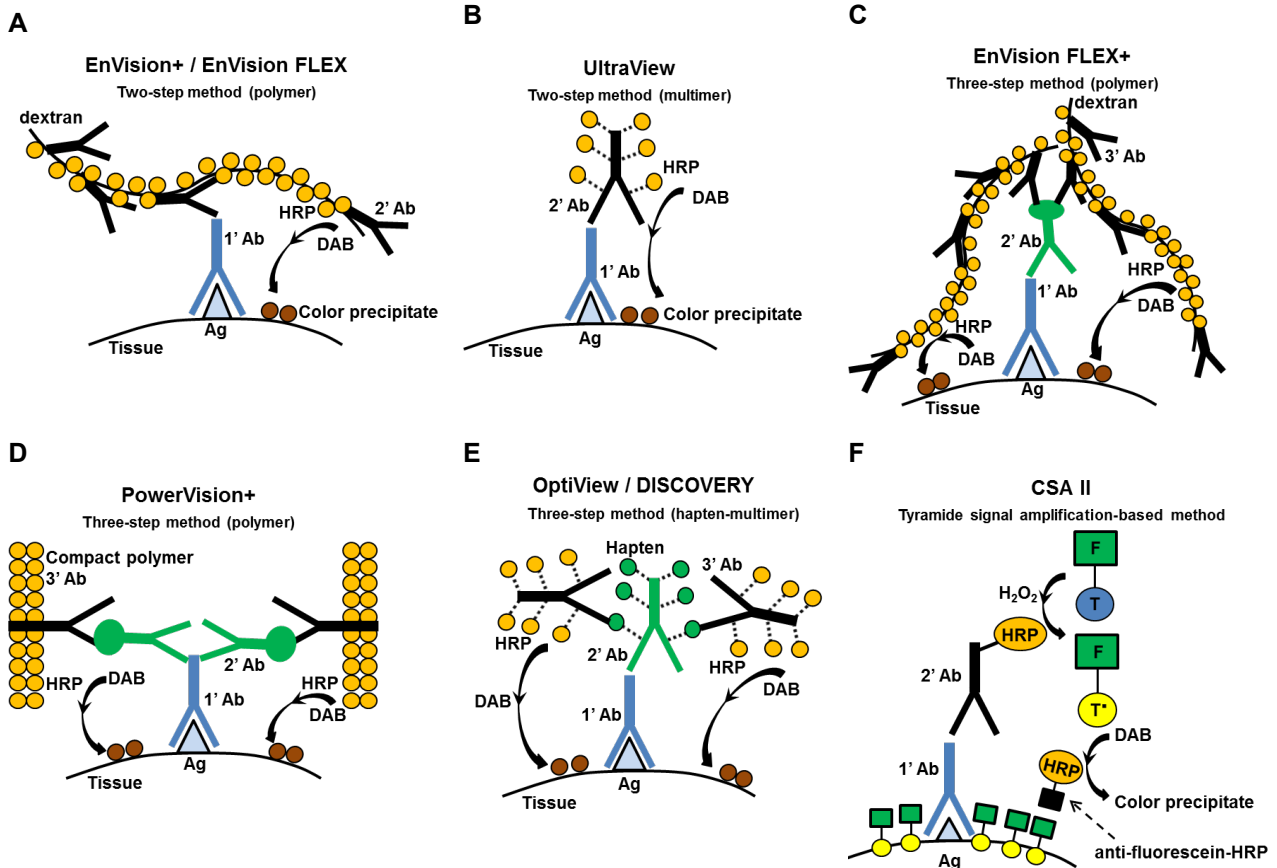 A
EnVision+ / EnVision FLEX
Two-step method (polymer)
dextran
HRP
2' Ab
1' Ab
DAB
Color precipitate
Ag
Tissue
B
UltraView
Two-step method (multimer)
HRP
2' Ab
DAB
1' Ab
Color precipitate
Ag
Tissue
C
EnVision FLEX+
Three-step method (polymer)
dextran
3' Ab
2' Ab
HRP
1' Ab
DAB
HRP
DAB
Ag
Tissue
D
PowerVision+
Three-step method (polymer)
Compact polymer
3' Ab
2' Ab
HRP
DAB
HRP
1' Ab
DAB
Ag
Tissue
E
OptiView / DISCOVERY
Three-step method (hapten-multimer)
Hapten
3' Ab
HRP
2' Ab
HRP
DAB
DAB
1' Ab
Ag
Tissue
F
CSA II
Tyramide signal amplification-based method
F
H₂O₂
T
HRP
F
2' Ab
T▪
DAB
HRP
1' Ab
Color precipitate
anti-fluorescein-HRP
Ag